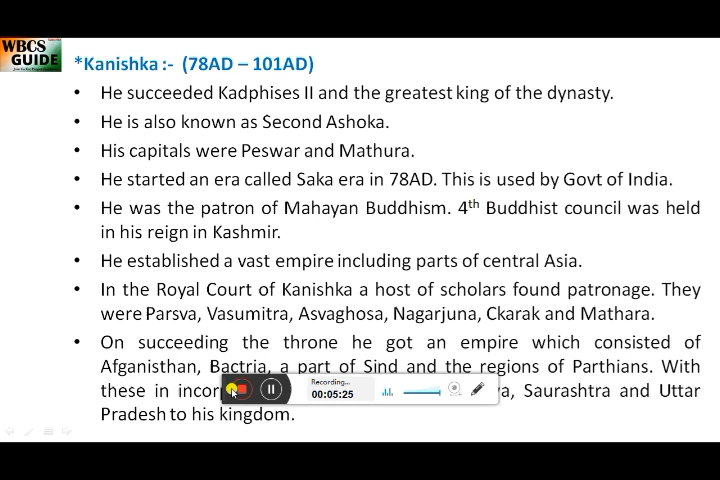 WBCS
GUIDE
*Kanishka :- (78AD – 101AD)
• He succeeded Kadphises II and the greatest king of the dynasty.
• He is also known as Second Ashoka.
• His capitals were Peswar and Mathura.
• He started an era called Saka era in 78AD. This is used by Govt of India.
• He was the patron of Mahayan Buddhism. 4th Buddhist council was held
in his reign in Kashmir.
• He established a vast empire including parts of central Asia.
• In the Royal Court of Kanishka a host of scholars found patronage. They
were Parsva, Vasumitra, Asvaghosa, Nagarjuna, Ckarak and Mathara.
• On succeeding the throne he got an empire which consisted of
Afganisthan, Bactria, a part of Sind and the regions of Parthians. With
Recording...
00:05:25
these in Saurashtra and Uttar
Pradesh to his kingdom.